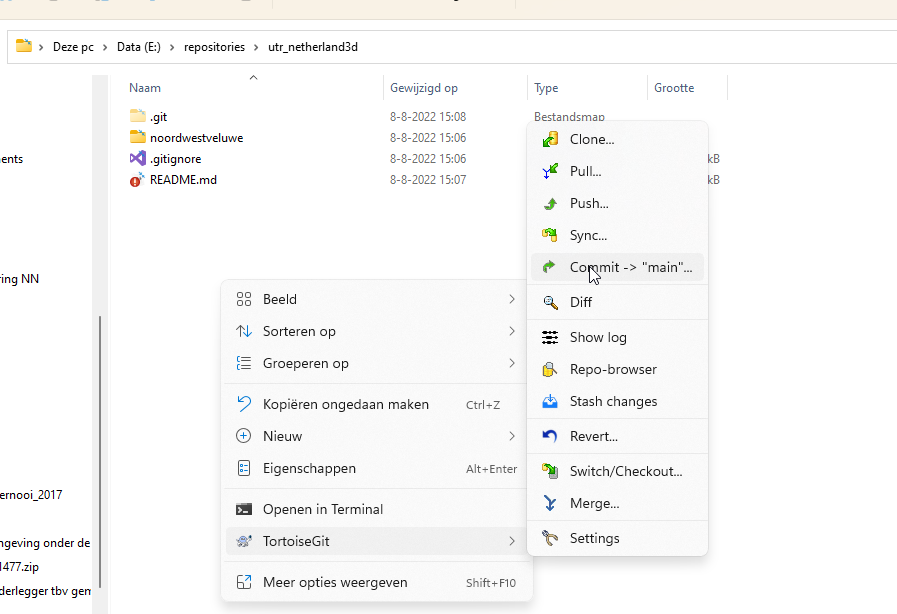 Deze pc > Data (E:) > repositories > utr_netherland3d
Naam Gewijzigd op Type Grootte
.git 8-8-2022 15:08 Bestandsmap
noordwestveluwe 8-8-2022 15:06
.gitignore 8-8-2022 15:06 kB
README.md 8-8-2022 15:07 kB
ents
ring NN
ernooi_2017
ngeving onder de
1477.zip
derlegger tbv gem
Beeld
Sorteren op
Groeperen op
Kopiëren ongedaan maken Ctrl+Z
Nieuw
Eigenschappen Alt+Enter
Openen in Terminal
TortoiseGit
Meer opties weergeven Shift+F10
Clone...
Pull...
Push...
Sync...
Commit -> "main"...
Diff
Show log
Repo-browser
Stash changes
Revert...
Switch/Checkout...
Merge...
Settings